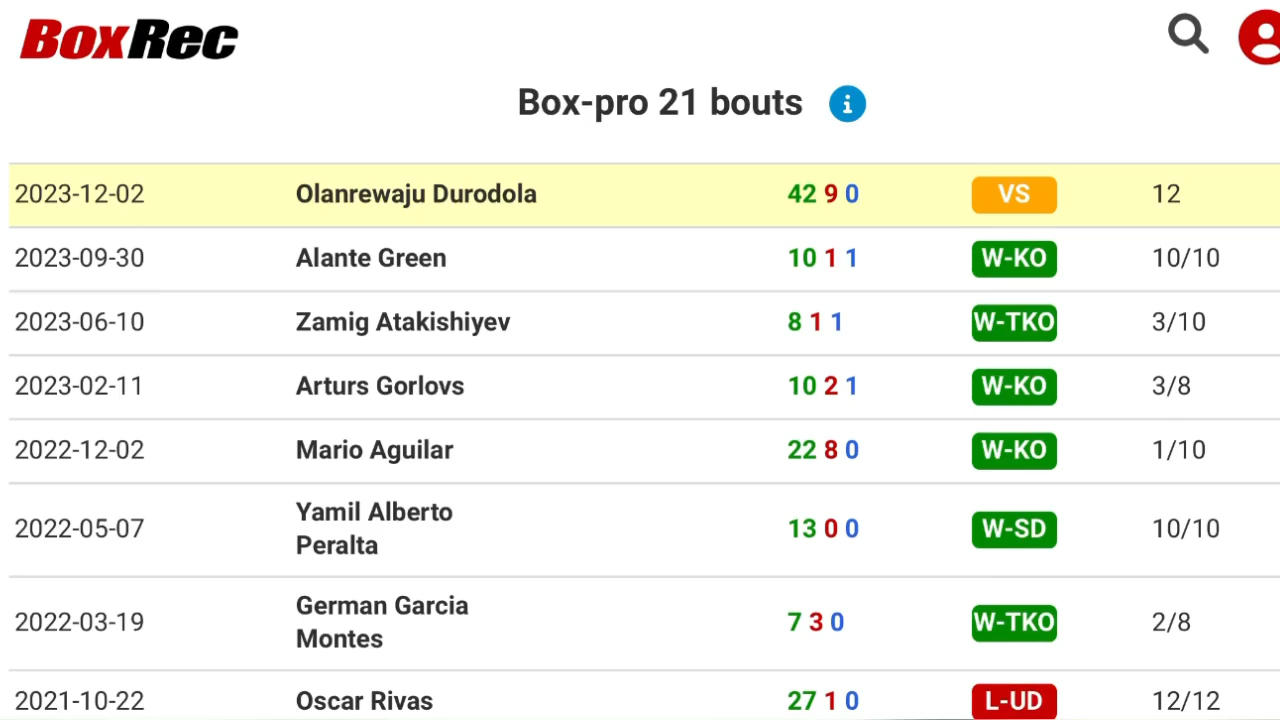 BoxRec
Box-pro 21 bouts i
2023-12-02 Olanrewaju Durodola 42 9 0 VS 12
2023-09-30 Alante Green 10 1 1 W-KO 10/10
2023-06-10 Zamig Atakishiyev 8 1 1 W-TKO 3/10
2023-02-11 Arturs Gorlovs 10 2 1 W-KO 3/8
2022-12-02 Mario Aguilar 22 8 0 W-KO 1/10
2022-05-07 Yamil Alberto
Peralta 13 0 0 W-SD 10/10
2022-03-19 German Garcia
Montes 7 3 0 W-TKO 2/8
2021-10-22 Oscar Rivas 27 1 0 L-UD 12/12